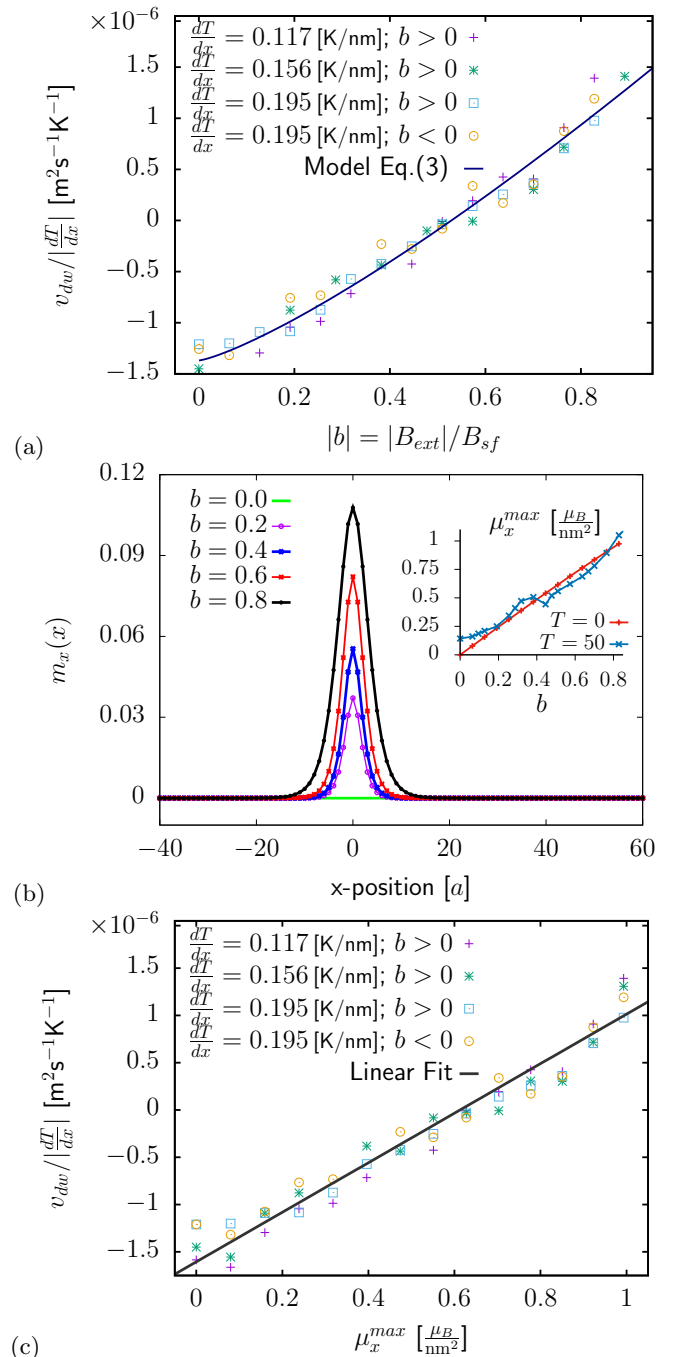 ×10⁻⁶
dT/dx = 0.117 [K/nm]; b > 0
dT/dx = 0.156 [K/nm]; b > 0
dT/dx = 0.195 [K/nm]; b > 0
dT/dx = 0.195 [K/nm]; b < 0
Model Eq.(3)
1.5
1
0.5
0
−0.5
−1
−1.5
v_dw/|dT/dx| [m²s⁻¹K⁻¹]
0 0.2 0.4 0.6 0.8
|b| = |B_ext|/B_sf
(a)
0.12
0.09
0.06
0.03
0
m_x(x)
b = 0.0
b = 0.2
b = 0.4
b = 0.6
b = 0.8
μ_x^max [μ_B/nm²]
1
0.75
0.5
0.25
0
T = 0
T = 50
0 0.2 0.4 0.6 0.8
b
−40 −20 0 20 40 60
x-position [a]
(b)
×10⁻⁶
dT/dx = 0.117 [K/nm]; b > 0
dT/dx = 0.156 [K/nm]; b > 0
dT/dx = 0.195 [K/nm]; b > 0
dT/dx = 0.195 [K/nm]; b < 0
Linear Fit
1.5
1
0.5
0
−0.5
−1
−1.5
v_dw/|dT/dx| [m²s⁻¹K⁻¹]
0 0.2 0.4 0.6 0.8 1
μ_x^max [μ_B/nm²]
(c)